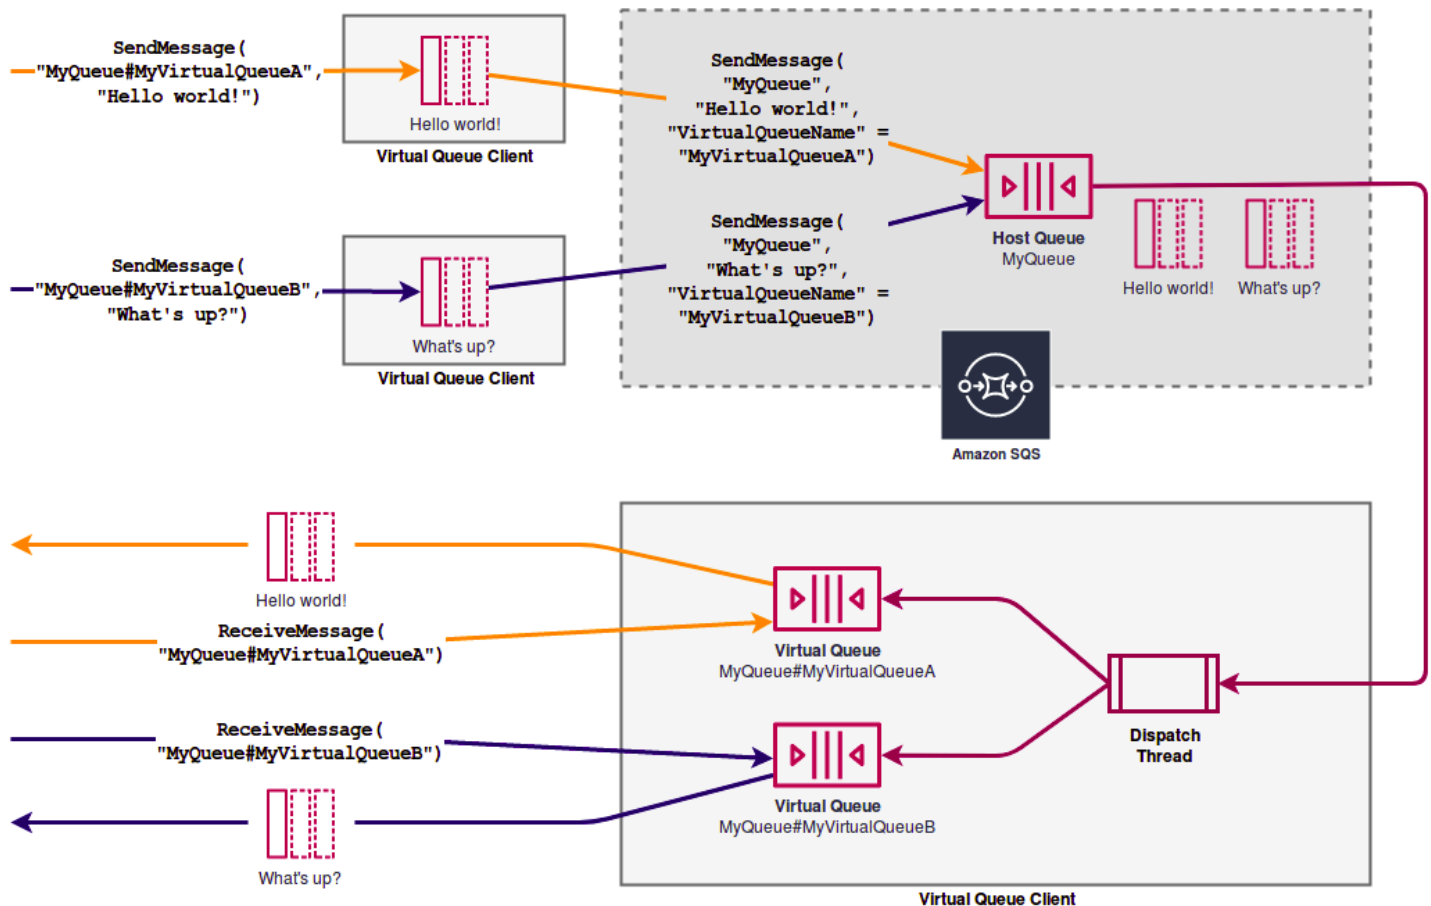 SendMessage(
"MyQueue#MyVirtualQueueA",
"Hello world!")
Hello world!
Virtual Queue Client
SendMessage(
"MyQueue",
"Hello world!",
"VirtualQueueName" =
"MyVirtualQueueA")
SendMessage(
"MyQueue#MyVirtualQueueB",
"What's up?")
What's up?
Virtual Queue Client
SendMessage(
"MyQueue",
"What's up?",
"VirtualQueueName" =
"MyVirtualQueueB")
Host Queue
MyQueue
Hello world!
What's up?
Amazon SQS
Hello world!
ReceiveMessage(
"MyQueue#MyVirtualQueueA")
Virtual Queue
MyQueue#MyVirtualQueueA
ReceiveMessage(
"MyQueue#MyVirtualQueueB")
What's up?
Virtual Queue
MyQueue#MyVirtualQueueB
Dispatch
Thread
Virtual Queue Client